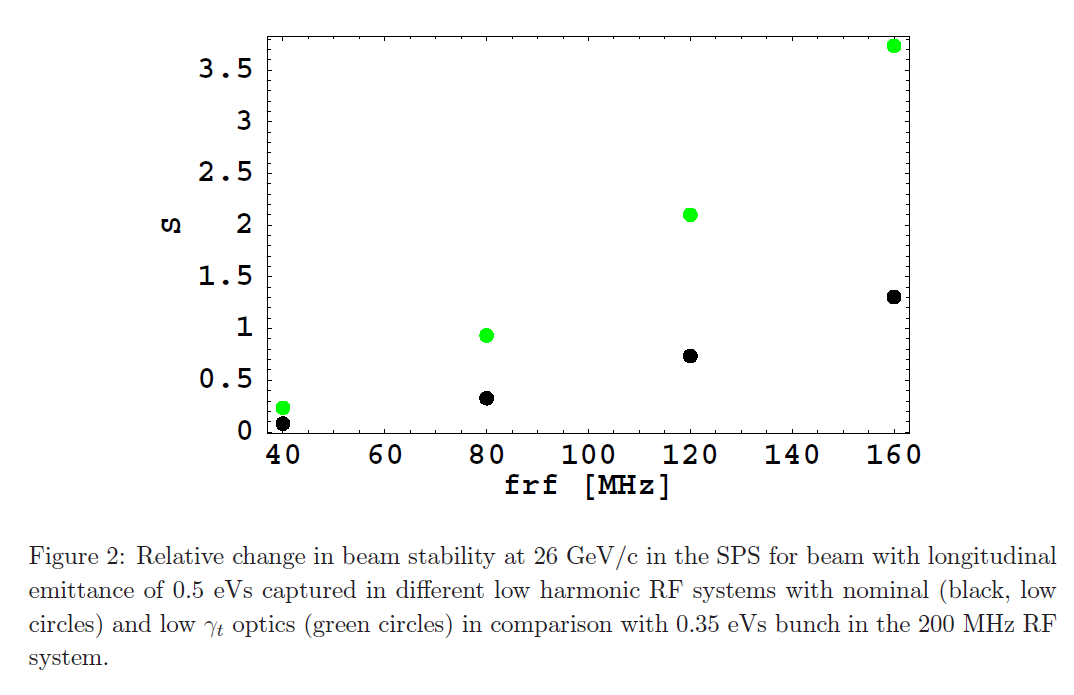 3.5
3
2.5
2
1.5
1
0.5
0
s
40 60 80 100 120 140 160
frf [MHz]
Figure 2: Relative change in beam stability at 26 GeV/c in the SPS for beam with longitudinal
emittance of 0.5 eVs captured in different low harmonic RF systems with nominal (black, low
circles) and low γt optics (green circles) in comparison with 0.35 eVs bunch in the 200 MHz RF
system.